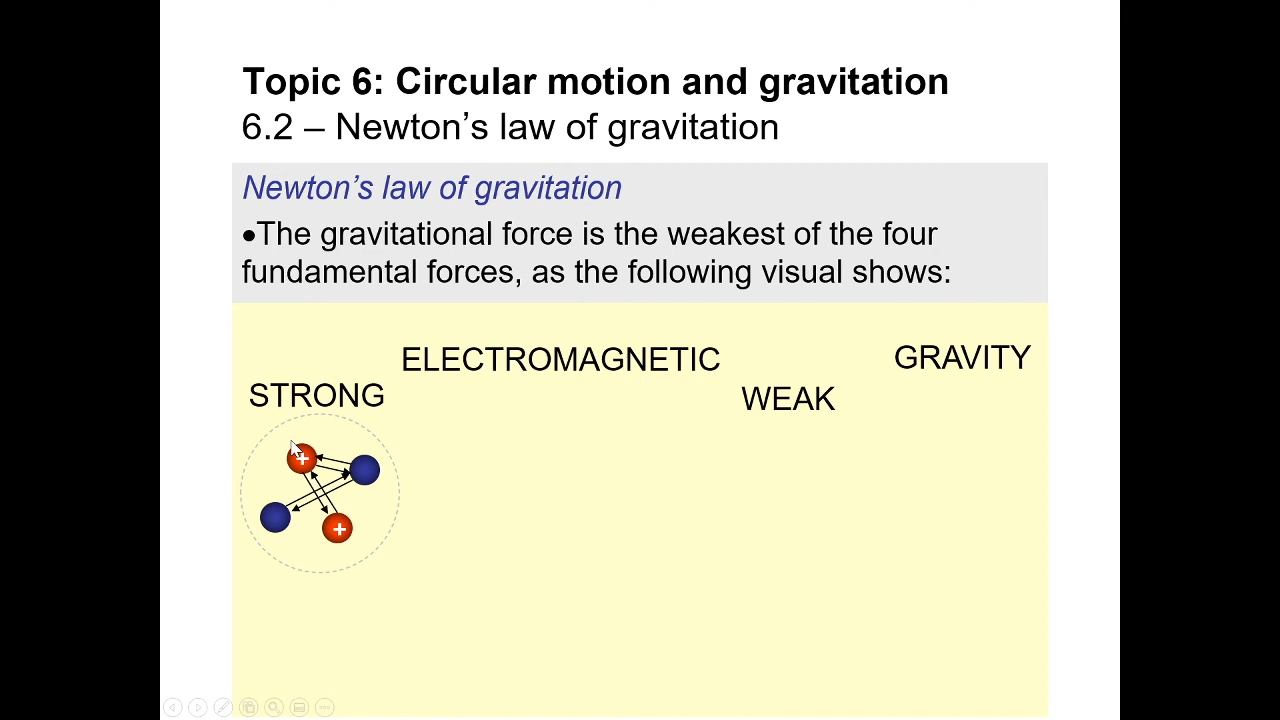 Topic 6: Circular motion and gravitation
6.2 – Newton’s law of gravitation
Newton’s law of gravitation
•The gravitational force is the weakest of the four
fundamental forces, as the following visual shows:
ELECTROMAGNETIC
GRAVITY
STRONG
WEAK
+
+